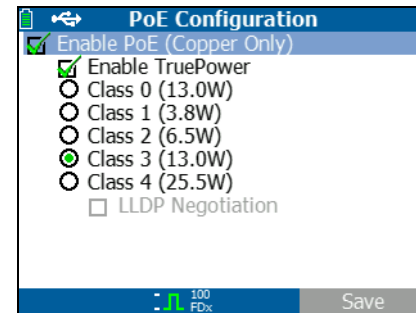 PoE Configuration
Enable PoE (Copper Only)
Enable TruePower
Class 0 (13.0W)
Class 1 (3.8W)
Class 2 (6.5W)
Class 3 (13.0W)
Class 4 (25.5W)
LLDP Negotiation
100
FDx
Save